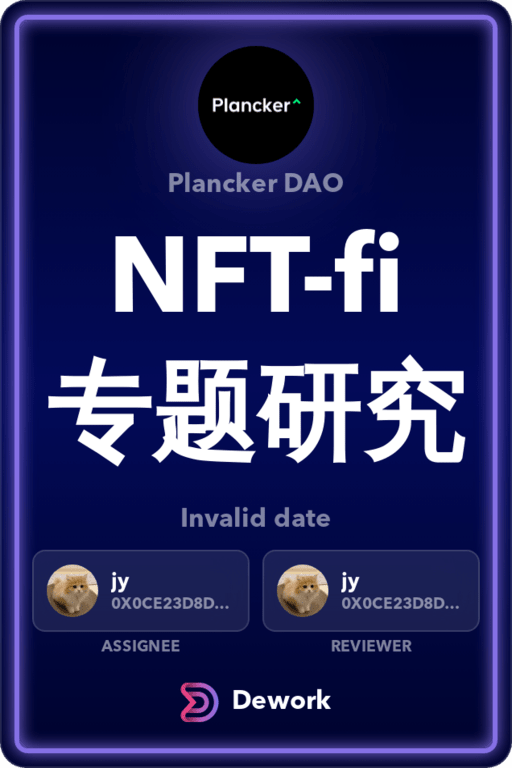 Plancker^
Plancker DAO
NFT-fi
专题研究
Invalid date
jy
0X0CE23D8D...
ASSIGNEE
jy
0X0CE23D8D...
REVIEWER
Dework